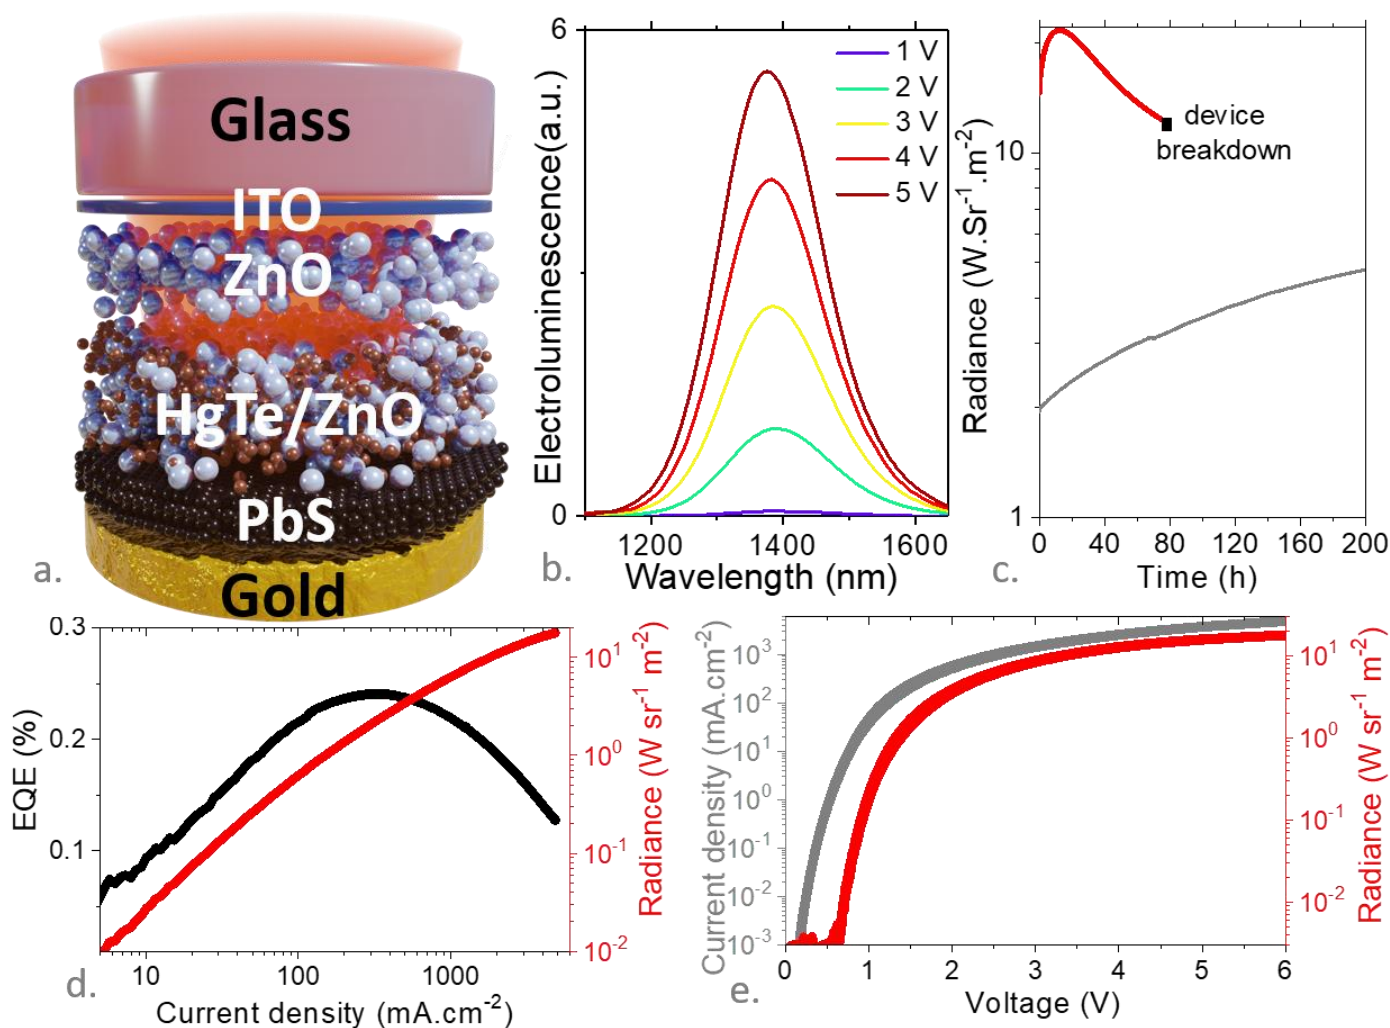 Glass
ITO
ZnO
HgTe/ZnO
PbS
Gold
a.
6
0
Electroluminescence(a.u.)
1 V
2 V
3 V
4 V
5 V
1200
1400
1600
Wavelength (nm)
b.
Radiance (W.Sr⁻¹.m⁻²)
10
1
device
breakdown
0
40
80
120
160
200
Time (h)
c.
0.3
0.2
0.1
EQE (%)
10
100
1000
Current density (mA.cm⁻²)
10¹
10⁰
10⁻¹
10⁻²
Radiance (W sr⁻¹ m⁻²)
d.
Current density (mA.cm⁻²)
10³
10²
10¹
10⁰
10⁻¹
10⁻²
10⁻³
0
1
2
3
4
5
6
Voltage (V)
10¹
10⁰
10⁻¹
10⁻²
Radiance (W sr⁻¹ m⁻²)
e.